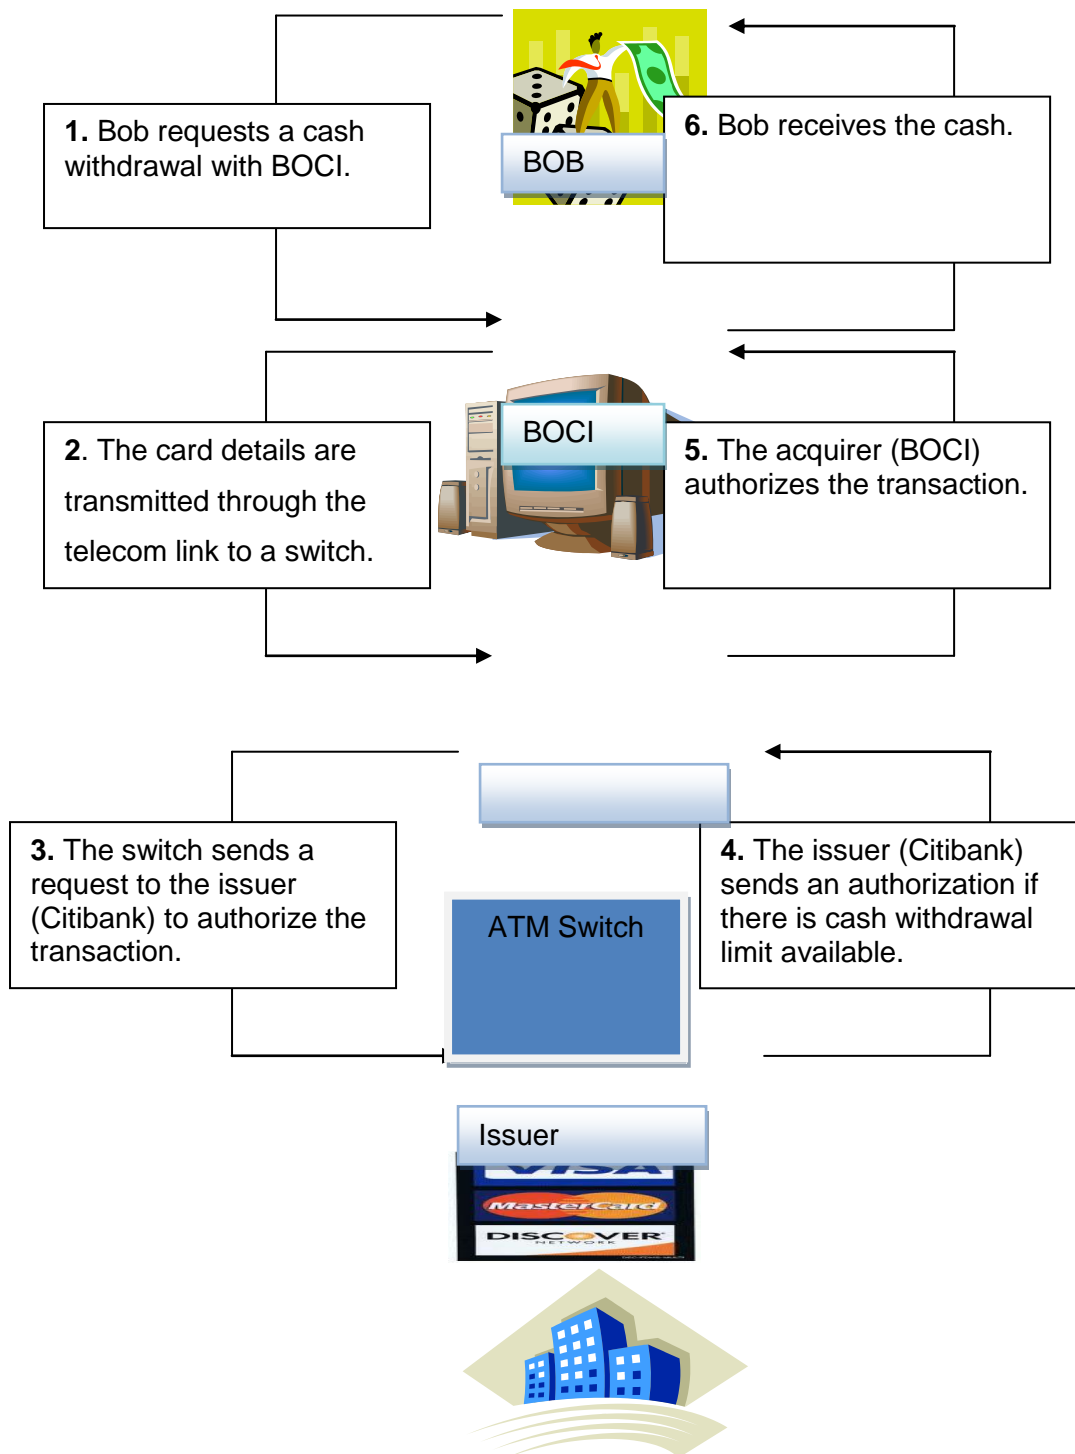 1. Bob requests a cash
withdrawal with BOCI.
BOB
6. Bob receives the cash.
2. The card details are
transmitted through the
telecom link to a switch.
BOCI
5. The acquirer (BOCI)
authorizes the transaction.
3. The switch sends a
request to the issuer
(Citibank) to authorize the
transaction.
ATM Switch
4. The issuer (Citibank)
sends an authorization if
there is cash withdrawal
limit available.
Issuer
VISA
MasterCard
DISCOVER
NETWORK